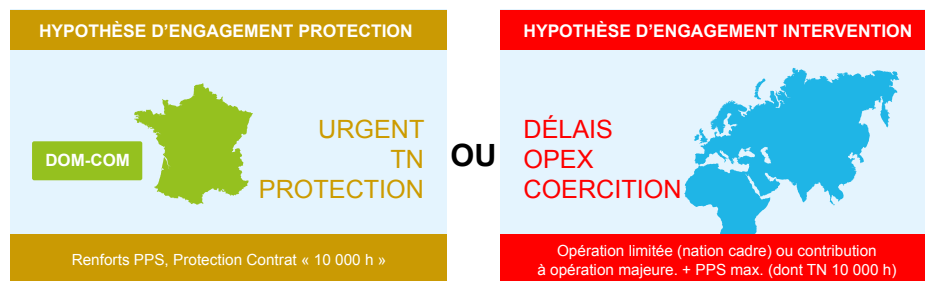 HYPOTHÈSE D'ENGAGEMENT PROTECTION
DOM-COM
URGENT
TN
PROTECTION
Renforts PPS, Protection Contrat « 10 000 h »
OU
HYPOTHÈSE D'ENGAGEMENT INTERVENTION
DÉLAIS
OPEX
COERCITION
Opération limitée (nation cadre) ou contribution
à opération majeure. + PPS max. (dont TN 10 000 h)